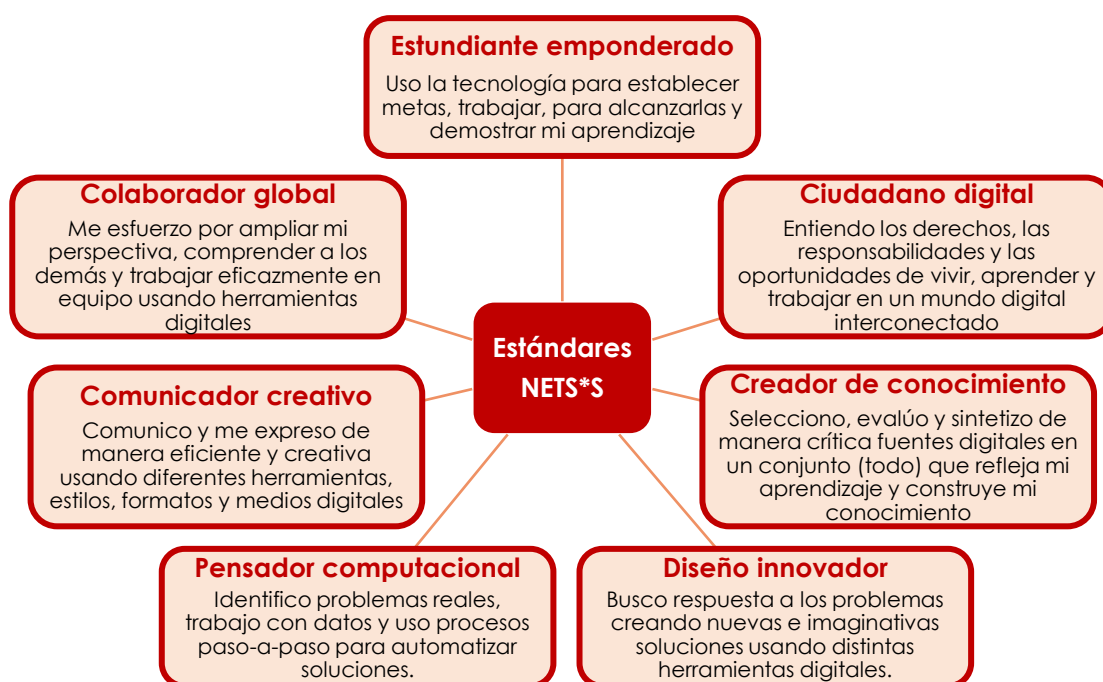 Estundiante emponderado
Uso la tecnología para establecer
metas, trabajar, para alcanzarlas y
demostrar mi aprendizaje
Colaborador global
Me esfuerzo por ampliar mi
perspectiva, comprender a los
demás y trabajar eficazmente en
equipo usando herramientas
digitales
Ciudadano digital
Entiendo los derechos, las
responsabilidades y las
oportunidades de vivir, aprender y
trabajar en un mundo digital
interconectado
Estándares
NETS*S
Comunicador creativo
Comunico y me expreso de
manera eficiente y creativa
usando diferentes herramientas,
estilos, formatos y medios digitales
Creador de conocimiento
Selecciono, evalúo y sintetizo de
manera crítica fuentes digitales en
un conjunto (todo) que refleja mi
aprendizaje y construye mi
conocimiento
Pensador computacional
Identifico problemas reales,
trabajo con datos y uso procesos
paso-a-paso para automatizar
soluciones.
Diseño innovador
Busco respuesta a los problemas
creando nuevas e imaginativas
soluciones usando distintas
herramientas digitales.